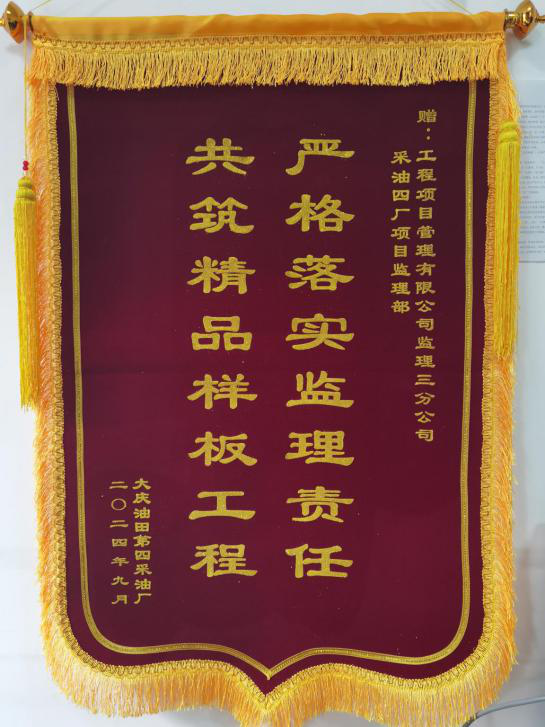 赠：工程项目管理有限公司监理三分公司
采油四厂项目监理部
严格落实监理责任
共筑精品样板工程
大庆油田第四采油厂
二〇二四年九月